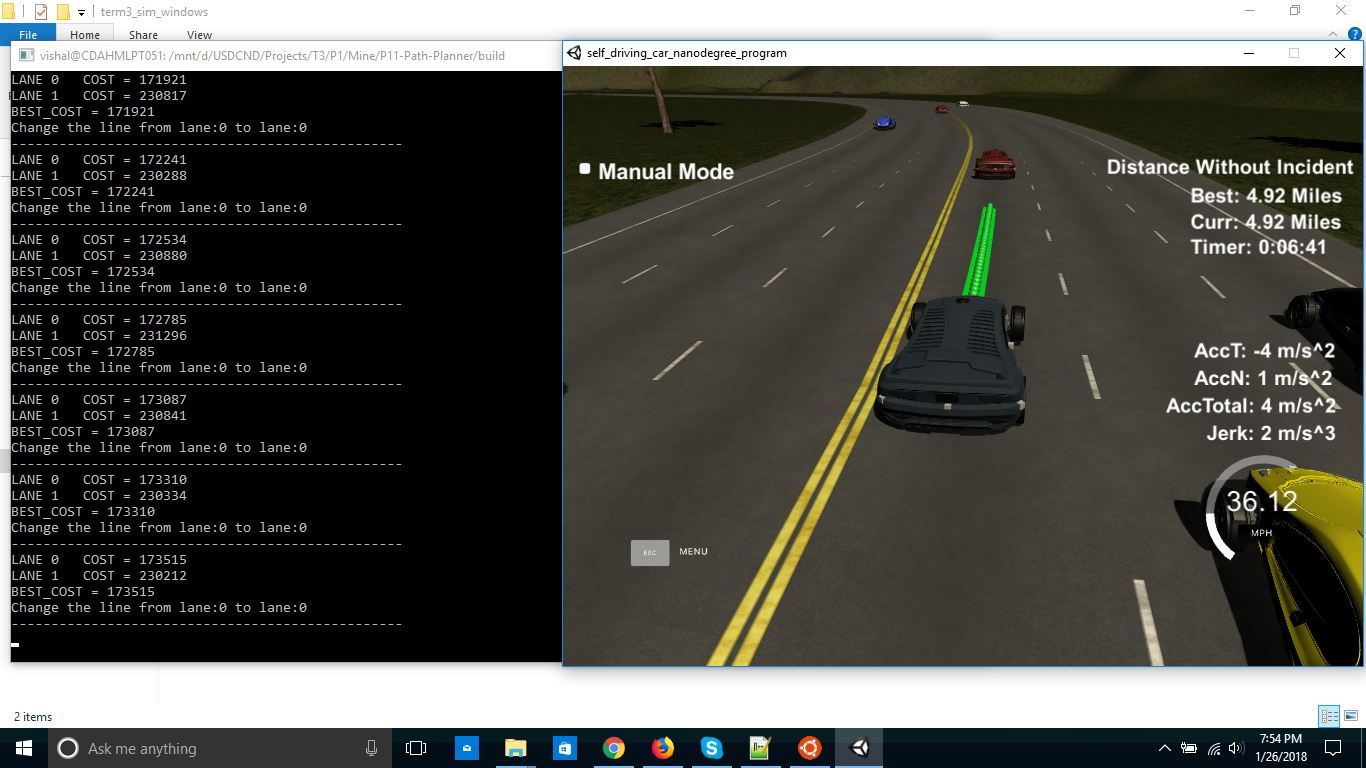 term3_sim_windows
File Home Share View
vishal@CDAHMLPT051: /mnt/d/USDCND/Projects/T3/P1/Mine/P11-Path-Planner/build
LANE 0 COST = 171921
LANE 1 COST = 230817
BEST_COST = 171921
Change the line from lane:0 to lane:0
-------------------------------------------------
LANE 0 COST = 172241
LANE 1 COST = 230288
BEST_COST = 172241
Change the line from lane:0 to lane:0
-------------------------------------------------
LANE 0 COST = 172534
LANE 1 COST = 230880
BEST_COST = 172534
Change the line from lane:0 to lane:0
-------------------------------------------------
LANE 0 COST = 172785
LANE 1 COST = 231296
BEST_COST = 172785
Change the line from lane:0 to lane:0
-------------------------------------------------
LANE 0 COST = 173087
LANE 1 COST = 230841
BEST_COST = 173087
Change the line from lane:0 to lane:0
-------------------------------------------------
LANE 0 COST = 173310
LANE 1 COST = 230334
BEST_COST = 173310
Change the line from lane:0 to lane:0
-------------------------------------------------
LANE 0 COST = 173515
LANE 1 COST = 230212
BEST_COST = 173515
Change the line from lane:0 to lane:0
-------------------------------------------------
self_driving_car_nanodegree_program
Manual Mode
Distance Without Incident
Best: 4.92 Miles
Curr: 4.92 Miles
Timer: 0:06:41
AccT: -4 m/s^2
AccN: 1 m/s^2
AccTotal: 4 m/s^2
Jerk: 2 m/s^3
36.12
MPH
ESC MENU
2 items
Ask me anything
7:54 PM
1/26/2018